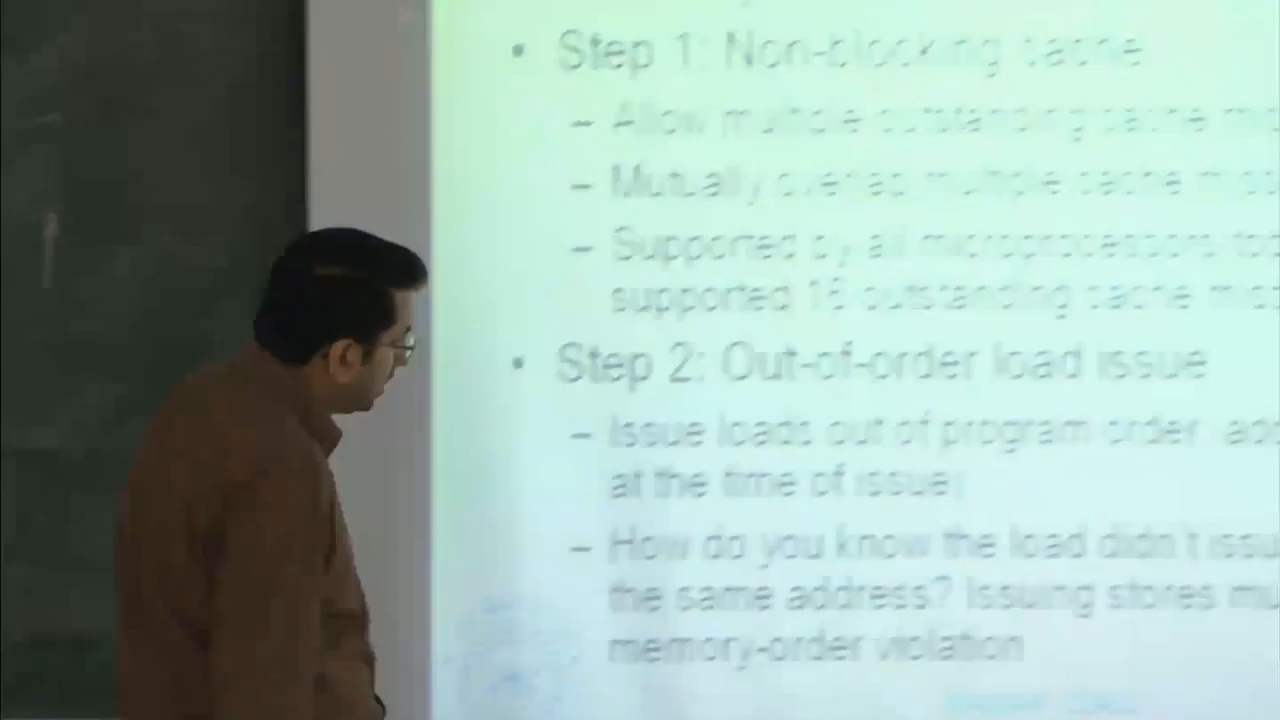 • Step 1: Non-blocking cache
– Allow multiple outstanding cache
– Mutually overlap multiple cache
– Supported by all microprocessors
supported 16 outstanding cache
• Step 2: Out-of-order load issue
– Issue loads out of program order
at the time of issue;
– How do you know the load didn't
the same address? Issuing stores
memory-order violation